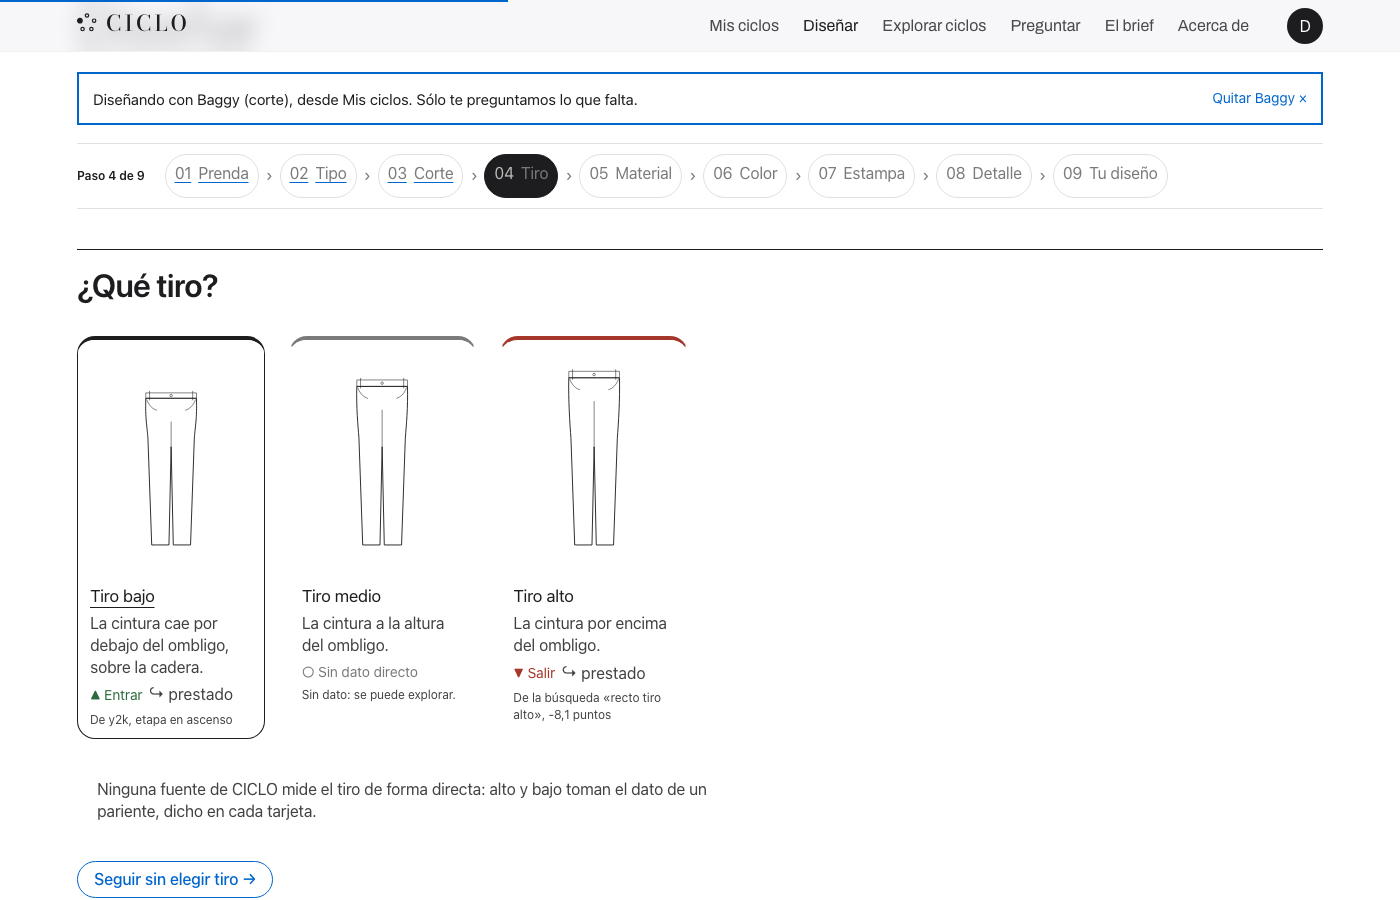 CICLO
Mis ciclos
Diseñar
Explorar ciclos
Preguntar
El brief
Acerca de
D
Diseñando con Baggy (corte), desde Mis ciclos. Sólo te preguntamos lo que falta.
Quitar Baggy ×
Paso 4 de 9
01 Prenda
›
02 Tipo
›
03 Corte
›
04 Tiro
›
05 Material
›
06 Color
›
07 Estampa
›
08 Detalle
›
09 Tu diseño
¿Qué tiro?
Tiro bajo
La cintura cae por
debajo del ombligo,
sobre la cadera.
▲ Entrar ↪ prestado
De y2k, etapa en ascenso
Tiro medio
La cintura a la altura
del ombligo.
○ Sin dato directo
Sin dato: se puede explorar.
Tiro alto
La cintura por encima
del ombligo.
▼ Salir ↪ prestado
De la búsqueda «recto tiro
alto», -8,1 puntos
Ninguna fuente de CICLO mide el tiro de forma directa: alto y bajo toman el dato de un
pariente, dicho en cada tarjeta.
Seguir sin elegir tiro →